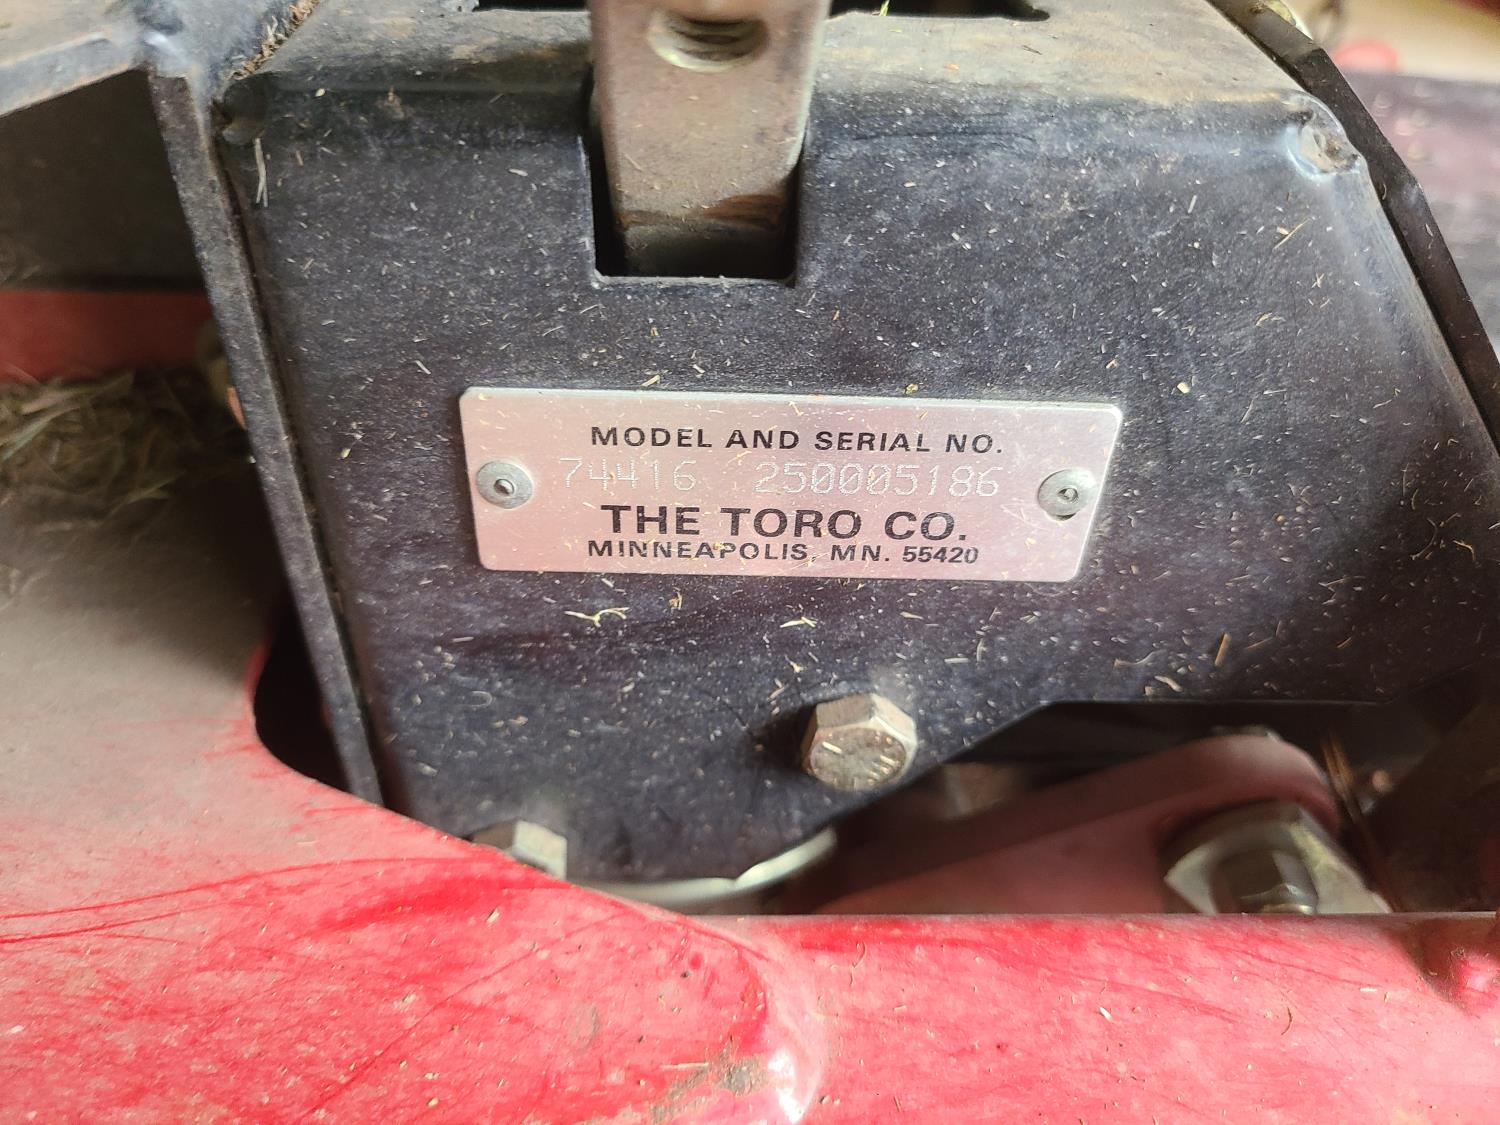 MODEL AND SERIAL NO.
74416 250005186
THE TORO CO.
MINNEAPOLIS, MN. 55420